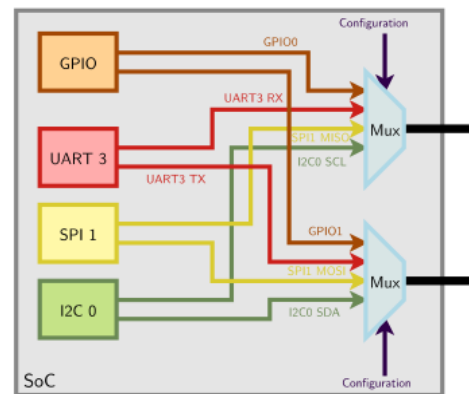 Configuration
GPIO0
GPIO
UART3 RX
SPI1 MISO
Mux
UART 3
I2C0 SCL
UART3 TX
SPI 1
GPIO1
SPI1 MOSI
Mux
I2C 0
I2C0 SDA
SoC
Configuration